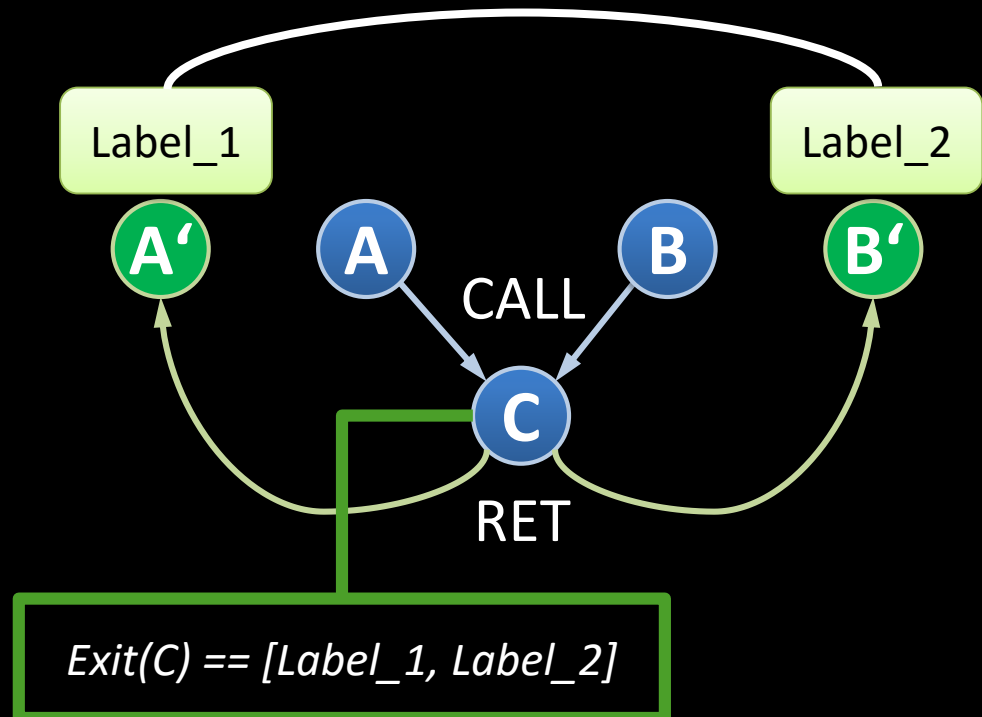 Label_1
Label_2
A‘
A
B
B‘
CALL
C
RET
Exit(C) == [Label_1, Label_2]